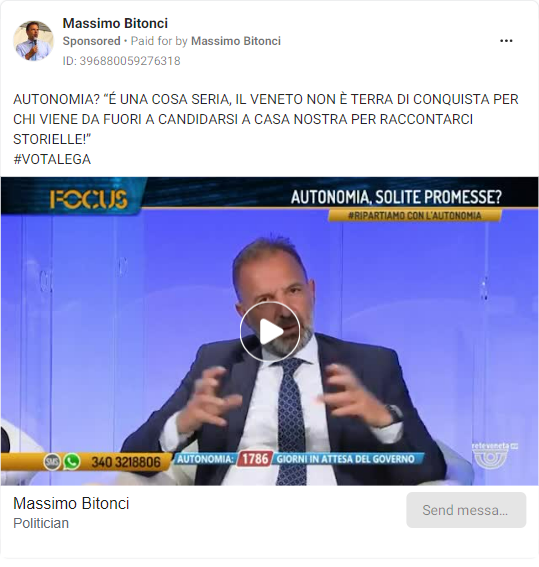 Massimo Bitonci
Sponsored • Paid for by Massimo Bitonci
ID: 396880059276318
AUTONOMIA? “É UNA COSA SERIA, IL VENETO NON È TERRA DI CONQUISTA PER
CHI VIENE DA FUORI A CANDIDARSI A CASA NOSTRA PER RACCONTARCI
STORIELLE!”
#VOTALEGA
FOCUS
AUTONOMIA, SOLITE PROMESSE?
#RIPARTIAMO CON L'AUTONOMIA
reteveneta
SMS 340 3218806 AUTONOMIA: 1786 GIORNI IN ATTESA DEL GOVERNO
Massimo Bitonci
Politician
Send messa...